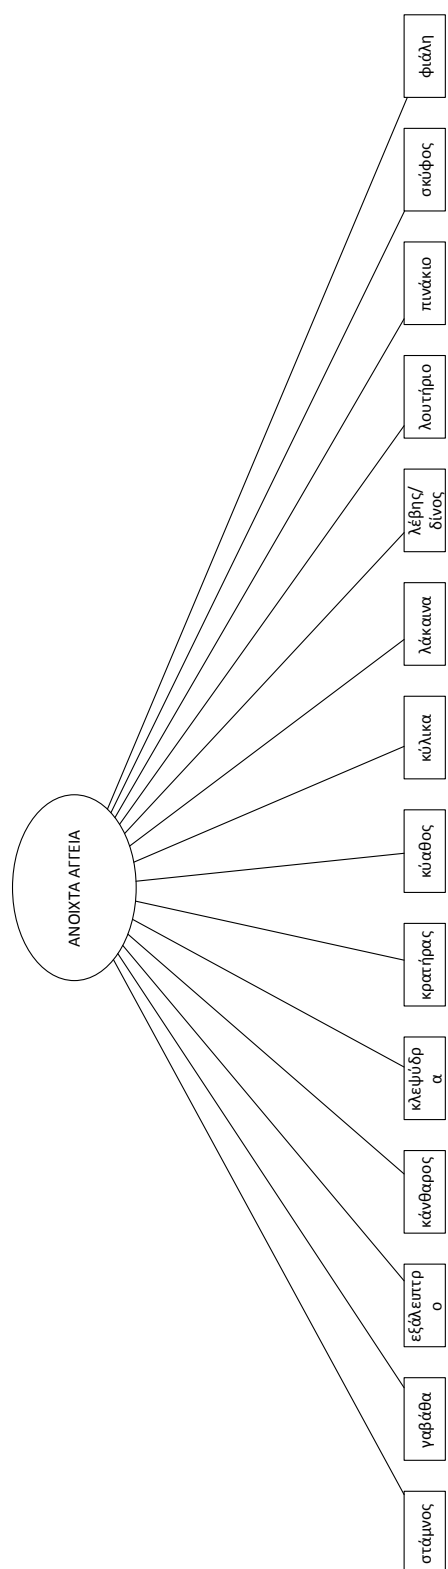 ΑΝΟΙΧΤΑ ΑΓΓΕΙΑ
στάμνος
γαβάθα
εξάλειπτρ
ο
κάνθαρος
κλεψύδρ
α
κρατήρας
κύαθος
κύλικα
λάκαινα
λέβης/
δίνος
λουτήριο
πινάκιο
σκύφος
φιάλη